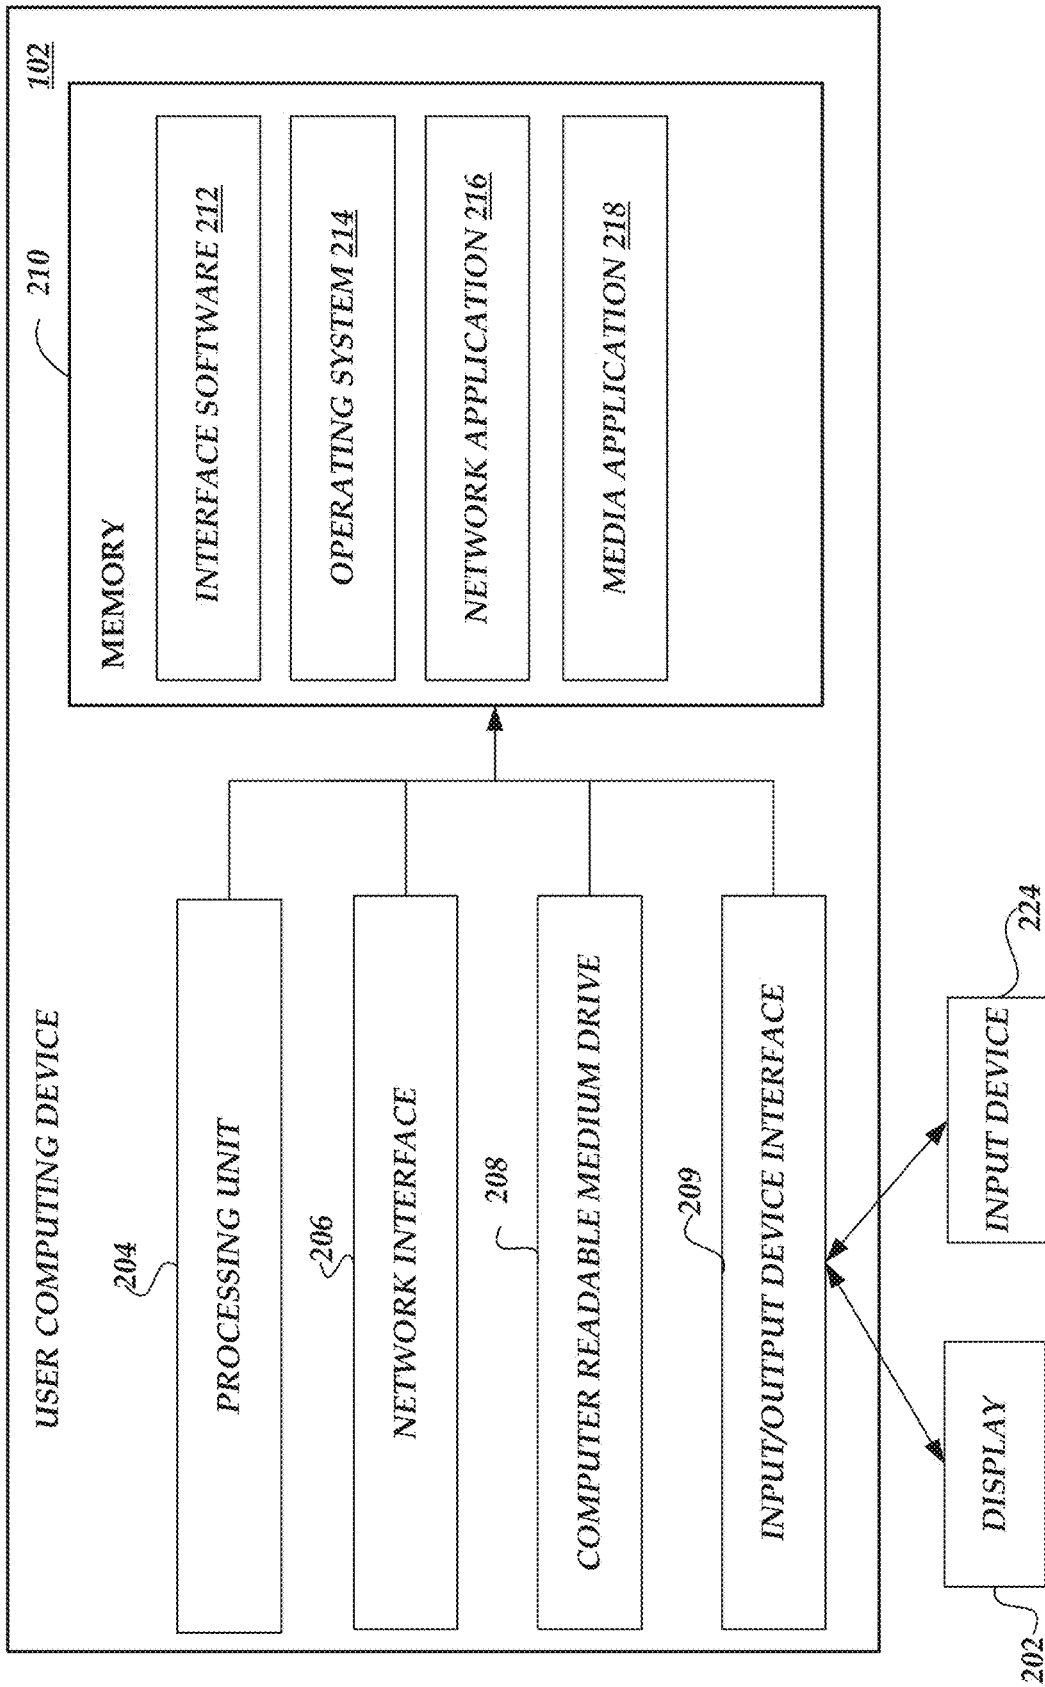 USER COMPUTING DEVICE
102
210
MEMORY
INTERFACE SOFTWARE 212
OPERATING SYSTEM 214
NETWORK APPLICATION 216
MEDIA APPLICATION 218
204
PROCESSING UNIT
206
NETWORK INTERFACE
208
COMPUTER READABLE MEDIUM DRIVE
209
INPUT/OUTPUT DEVICE INTERFACE
202
DISPLAY
INPUT DEVICE
224